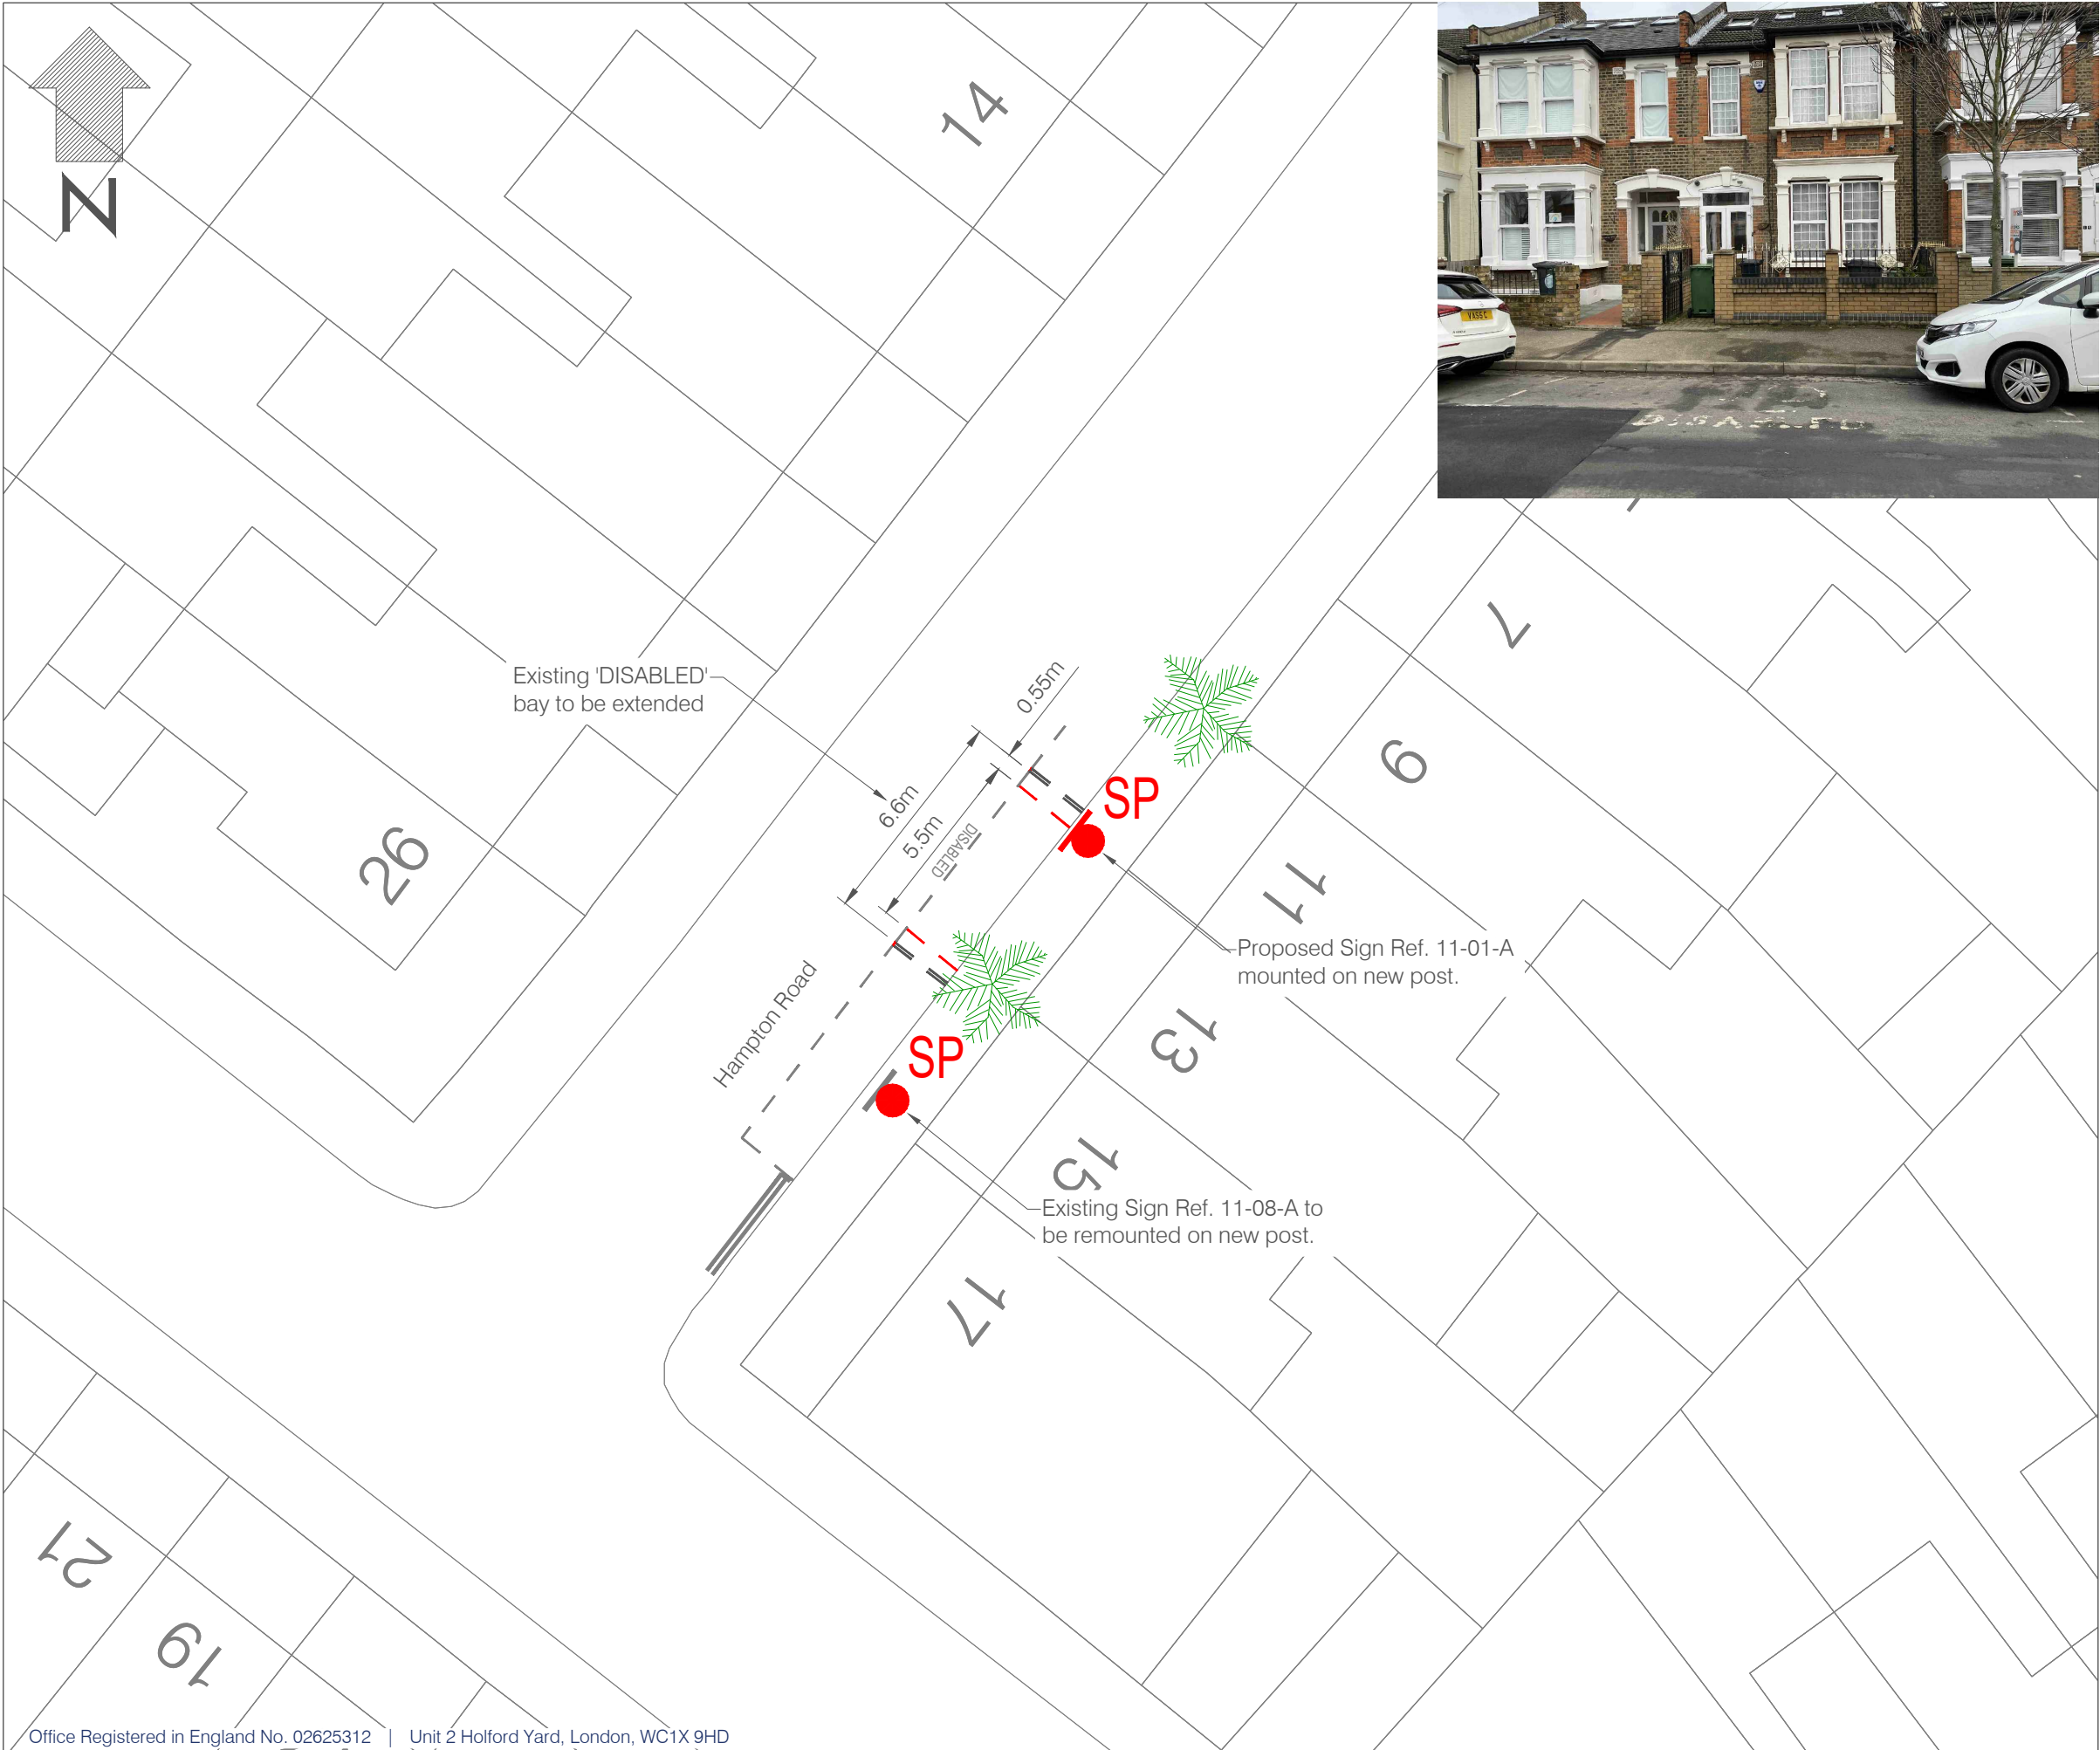 N
14
7
Existing 'DISABLED'
bay to be extended
0.55m
6.6m
5.5m
DISABLED
SP
9
26
11
Proposed Sign Ref. 11-01-A
mounted on new post.
Hampton Road
13
SP
15
Existing Sign Ref. 11-08-A to
be remounted on new post.
17
21
19
Office Registered in England No. 02625312 | Unit 2 Holford Yard, London, WC1X 9HD